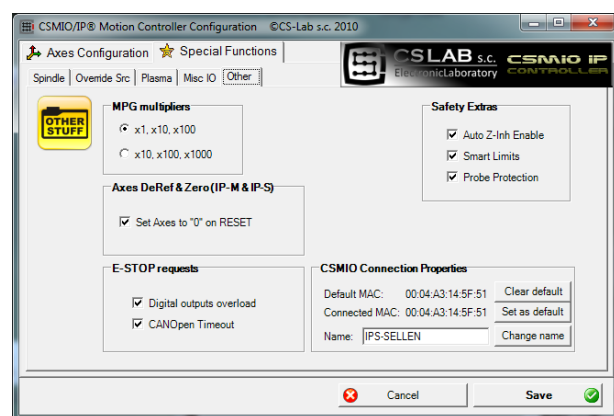 CSMIO/IP® Motion Controller Configuration ©CS-Lab s.c. 2010
Axes Configuration Special Functions
CSLAB s.c.
ElectronicLaboratory
CSMIO IP
CONTROLLER
Spindle Override Src Plasma Misc IO Other
OTHER
STUFF
MPG multipliers
x1, x10, x100
x10, x100, x1000
Safety Extras
Auto Z-Inh Enable
Smart Limits
Probe Protection
Axes DeRef & Zero (IP-M & IP-S)
Set Axes to "0" on RESET
E-STOP requests
Digital outputs overload
CANOpen Timeout
CSMIO Connection Properties
Default MAC: 00:04:A3:14:5F:51 Clear default
Connected MAC: 00:04:A3:14:5F:51 Set as default
Name: IPS-SELLEN Change name
Cancel Save